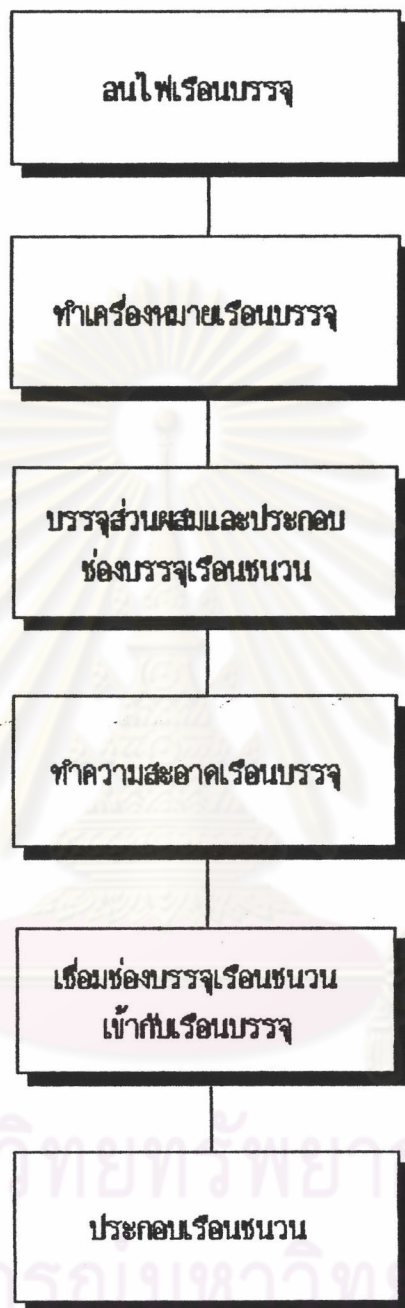 ลนไฟเรือนบรรจุ
ทำเครื่องหมายเรือนบรรจุ
บรรจุส่วนผสมและประกอบ
ช่องบรรจุเรือนชนวน
ทำความสะอาดเรือนบรรจุ
เชื่อมช่องบรรจุเรือนชนวน
เข้ากับเรือนบรรจุ
ประกอบเรือนชนวน